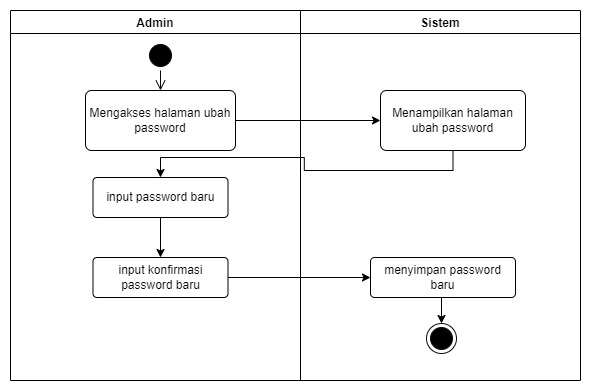 Admin
Sistem
Mengakses halaman ubah
password
Menampilkan halaman
ubah password
input password baru
input konfirmasi
password baru
menyimpan password
baru